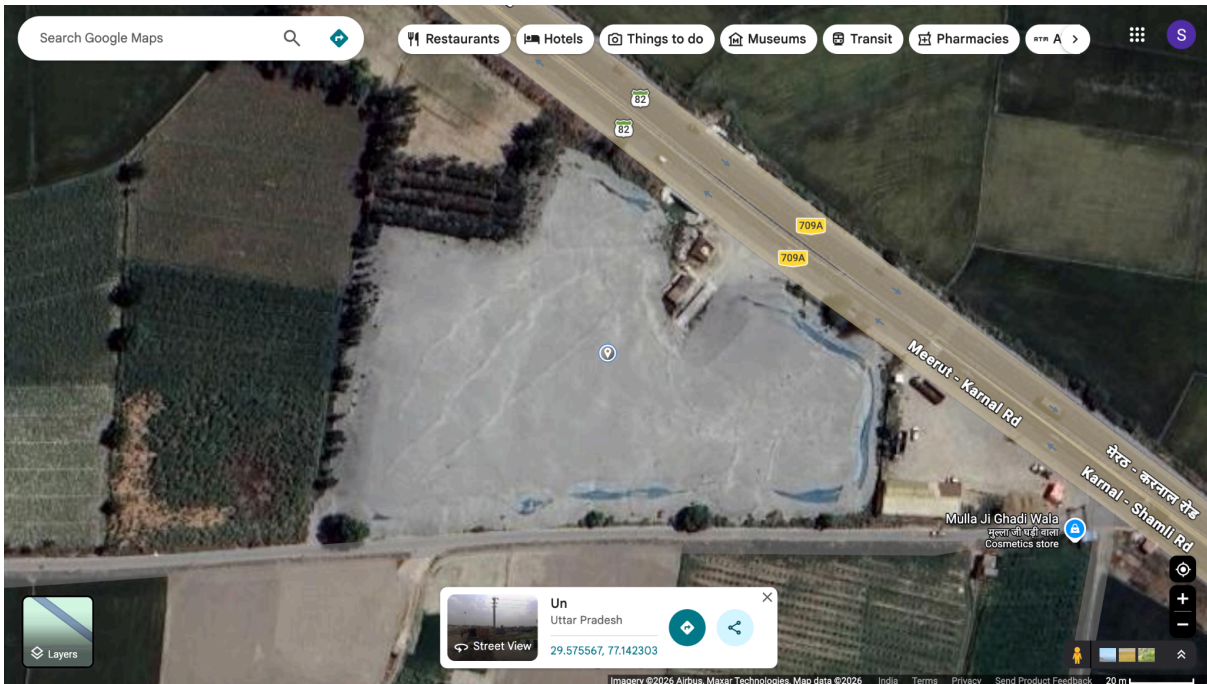 Search Google Maps
Restaurants
Hotels
Things to do
Museums
Transit
Pharmacies
ATM A
S
82
82
709A
709A
Meerut - Karnal Rd
मेरठ - करनाल रोड
Karnal - Shamli Rd
Mulla Ji Ghadi Wala
मुल्ला जी घड़ी वाला
Cosmetics store
Layers
Street View
Un
Uttar Pradesh
29.575567, 77.142303
Imagery ©2026 Airbus, Maxar Technologies, Map data ©2026 India Terms Privacy Send Product Feedback 20 m